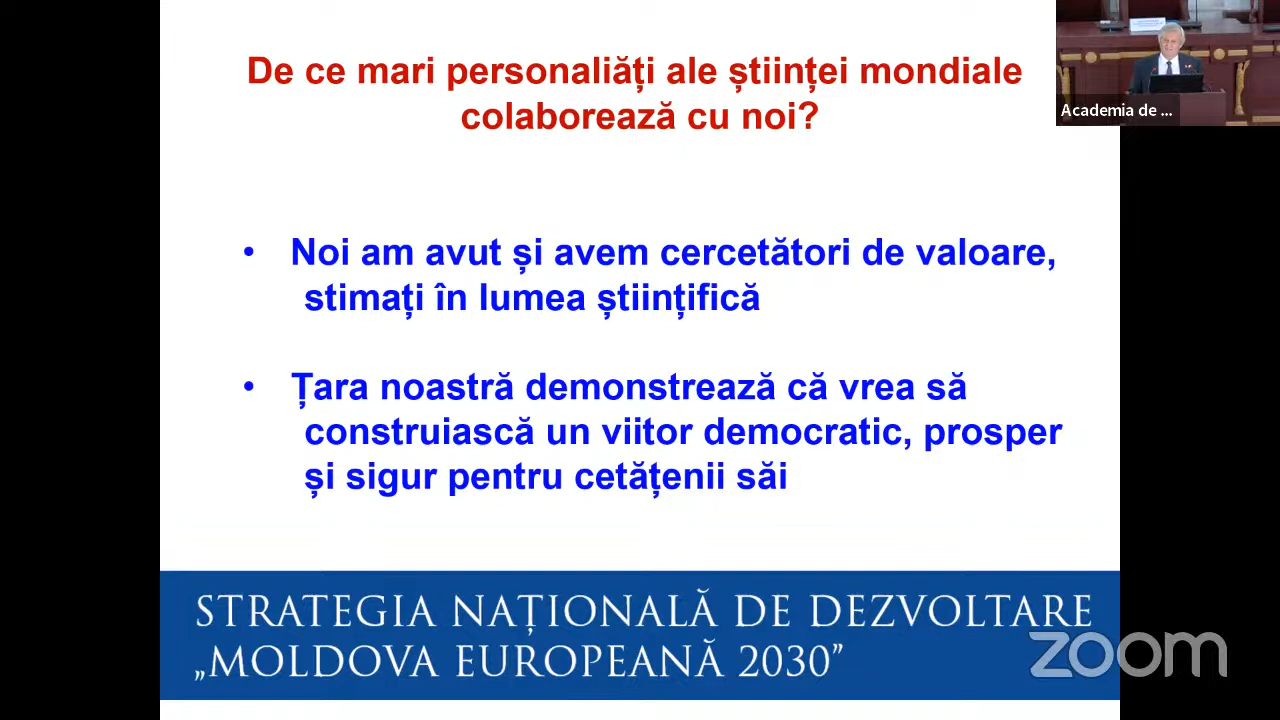 De ce mari personaliăți ale științei mondiale
colaborează cu noi?
Academia de ...
• Noi am avut și avem cercetători de valoare,
stimați în lumea științifică
• Țara noastră demonstrează că vrea să
construiască un viitor democratic, prosper
și sigur pentru cetățenii săi
STRATEGIA NAȚIONALĂ DE DEZVOLTARE
„MOLDOVA EUROPEANĂ 2030”
zoom